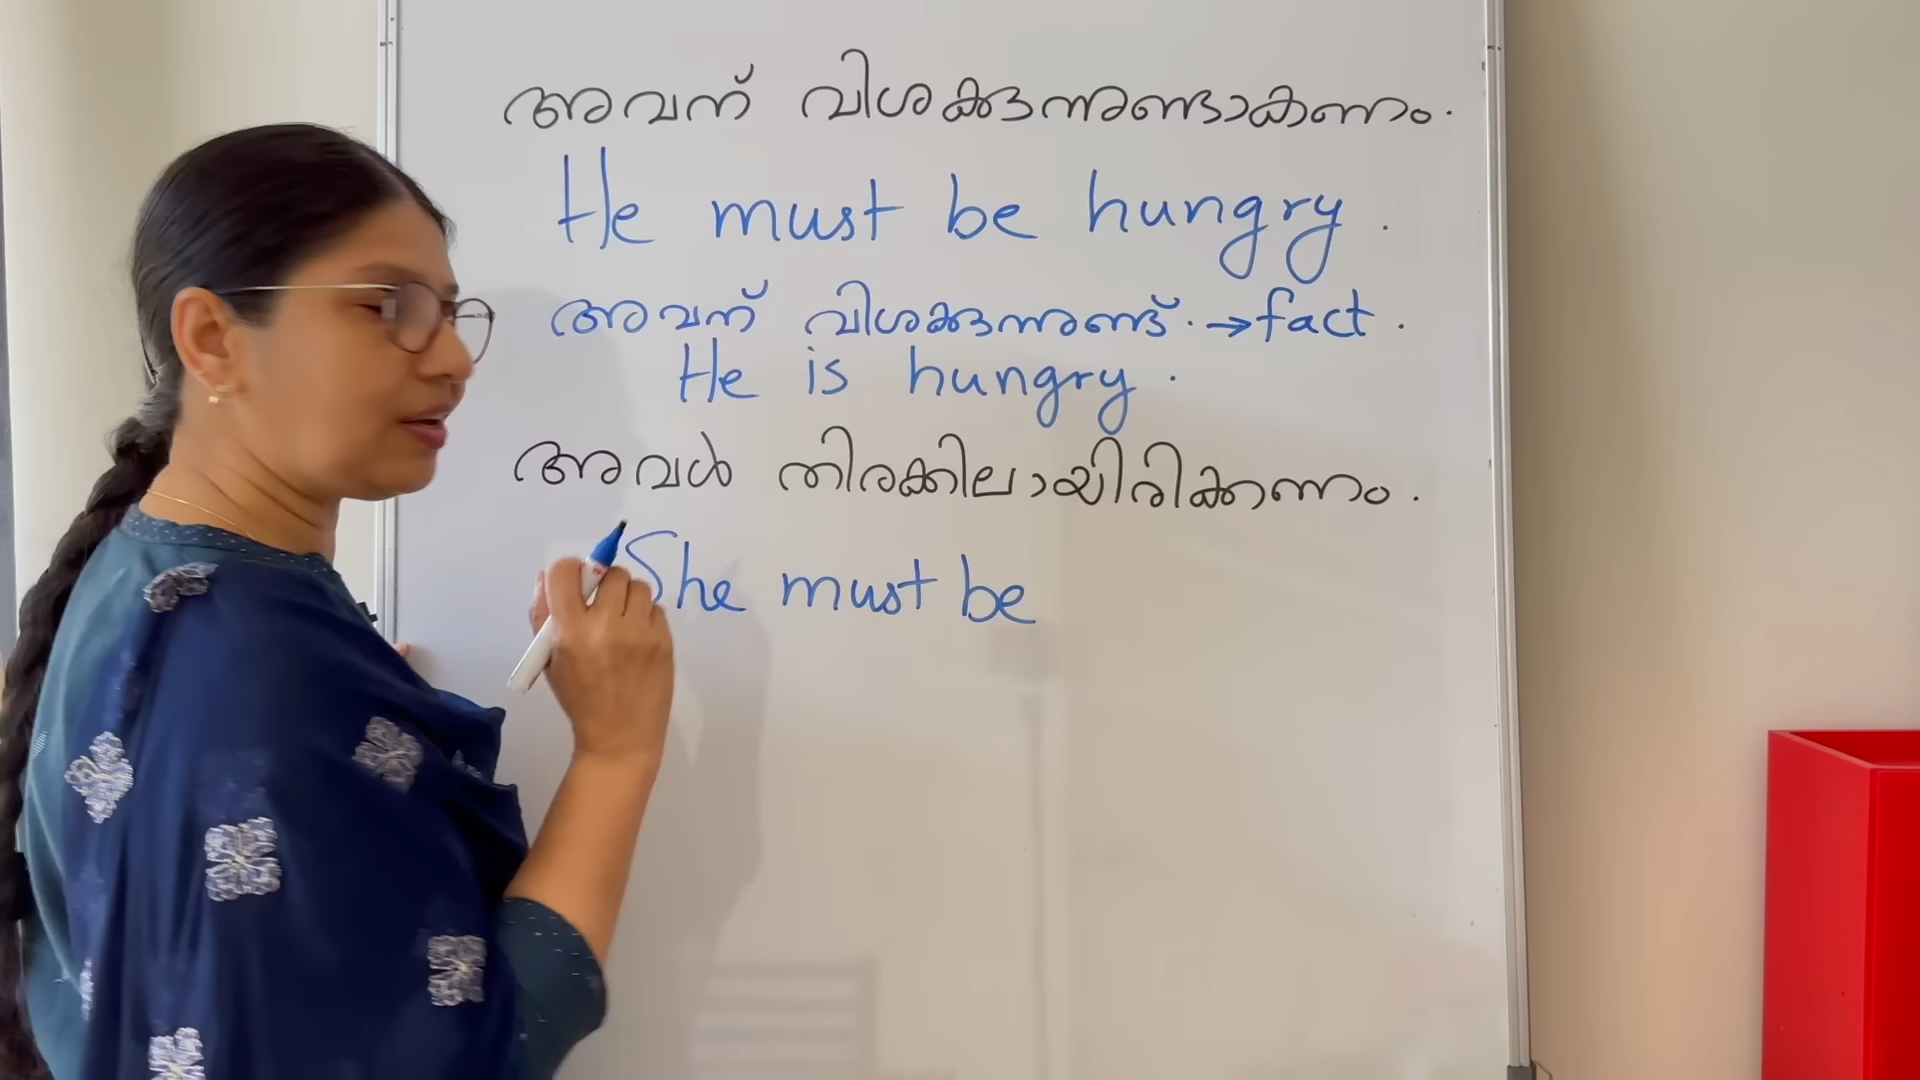 അവന് വിശക്കുന്നുണ്ടാകണം.
He must be hungry.
അവന് വിശക്കുന്നുണ്ട്. → fact.
He is hungry.
അവൾ തിരക്കിലായിരിക്കണം.
She must be